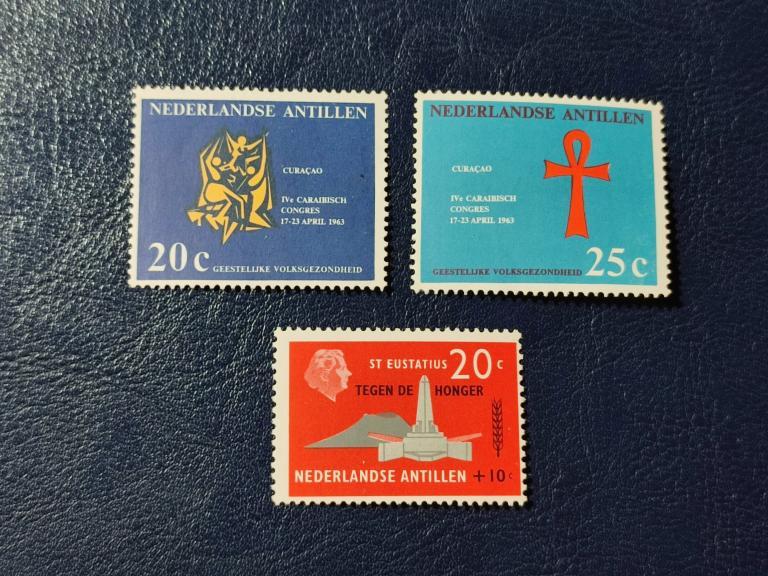 NEDERLANDSE ANTILLEN
CURAÇAO
IVe CARAIBISCH
CONGRES
17-23 APRIL 1963
20 c GEESTELIJKE VOLKSGEZONDHEID
NEDERLANDSE ANTILLEN
CURAÇAO
IVe CARAIBISCH
CONGRES
17-23 APRIL 1963
GEESTELIJKE VOLKSGEZONDHEID 25 c
ST EUSTATIUS 20 c
TEGEN DE HONGER
NEDERLANDSE ANTILLEN +10 c